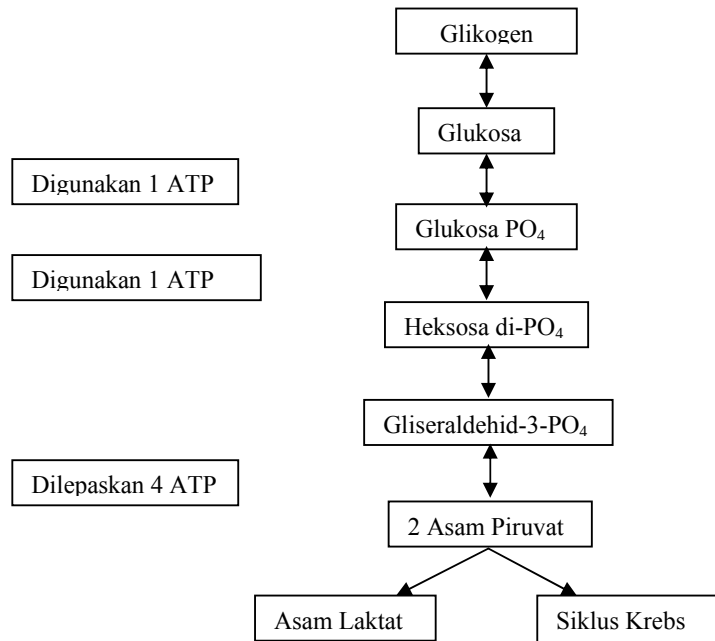 Glikogen
Glukosa
Digunakan 1 ATP
Glukosa PO₄
Digunakan 1 ATP
Heksosa di-PO₄
Gliseraldehid-3-PO₄
Dilepaskan 4 ATP
2 Asam Piruvat
Asam Laktat
Siklus Krebs